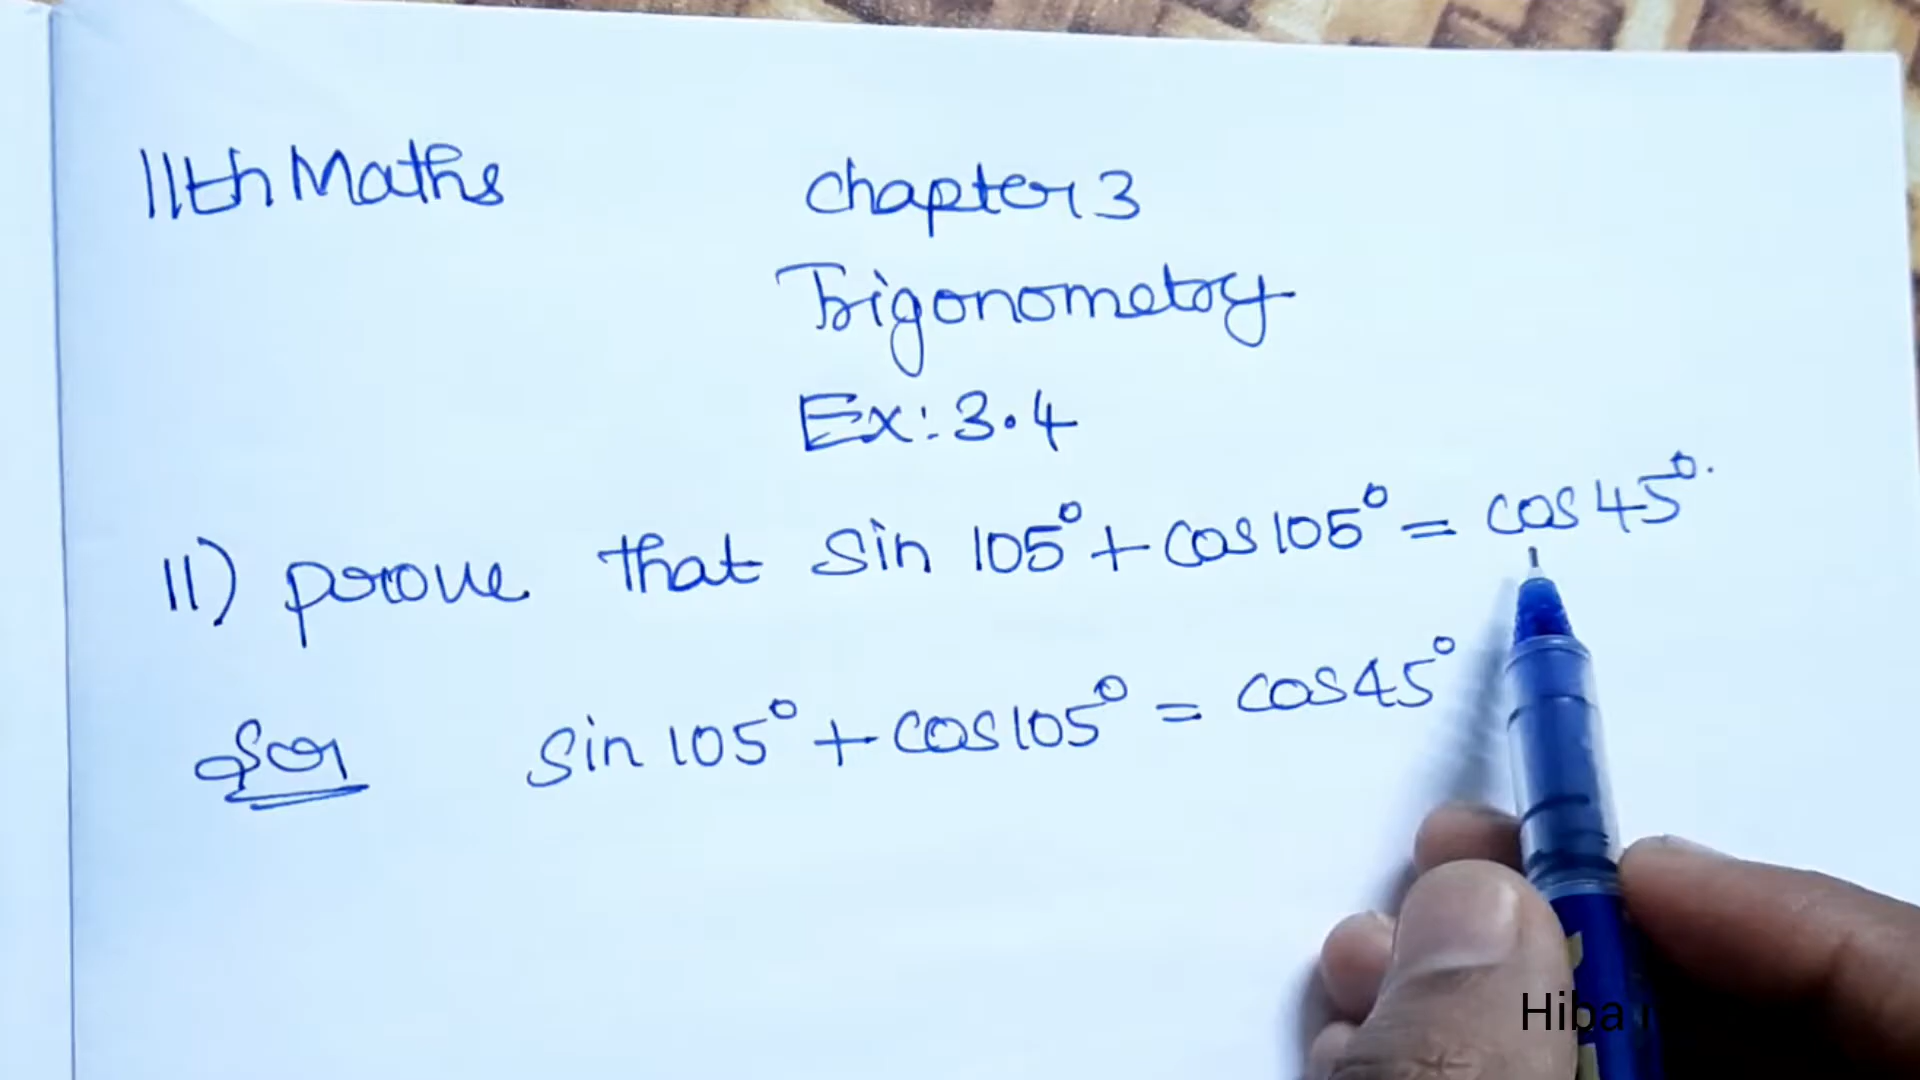 11th Maths chapter 3
Trigonometry
Ex: 3.4
11) prove that sin 105° + cos 105° = cos 45°.
Sol sin 105° + cos 105° = cos 45°
Hiba